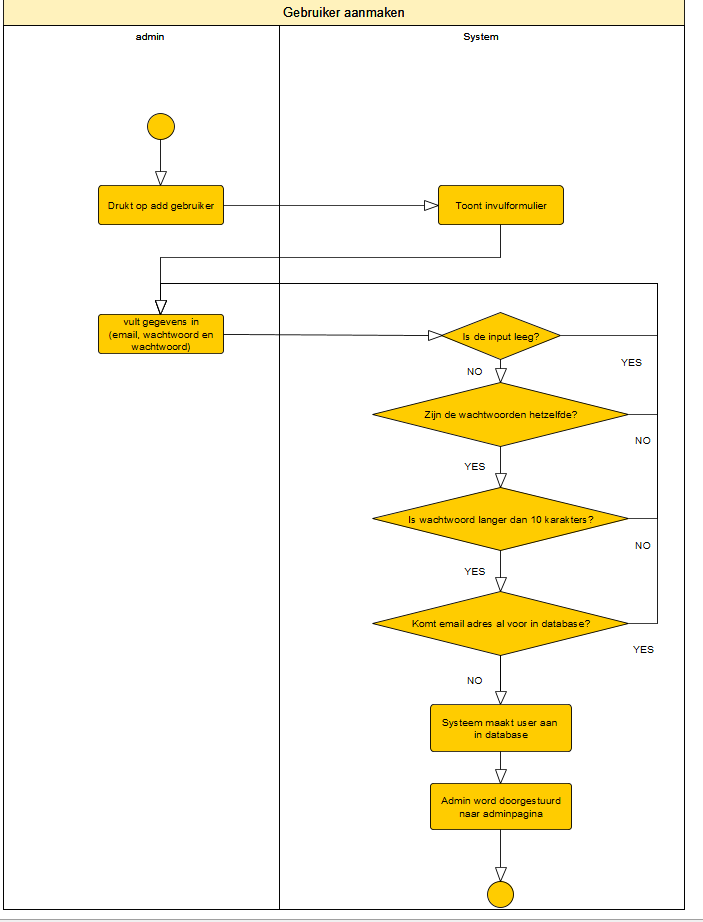 Gebruiker aanmaken
admin
System
Drukt op add gebruiker
Toont invulformulier
vult gegevens in
(email, wachtwoord en
wachtwoord)
Is de input leeg?
YES
NO
Zijn de wachtwoorden hetzelfde?
NO
YES
Is wachtwoord langer dan 10 karakters?
NO
YES
Komt email adres al voor in database?
YES
NO
Systeem maakt user aan
in database
Admin word doorgestuurd
naar adminpagina